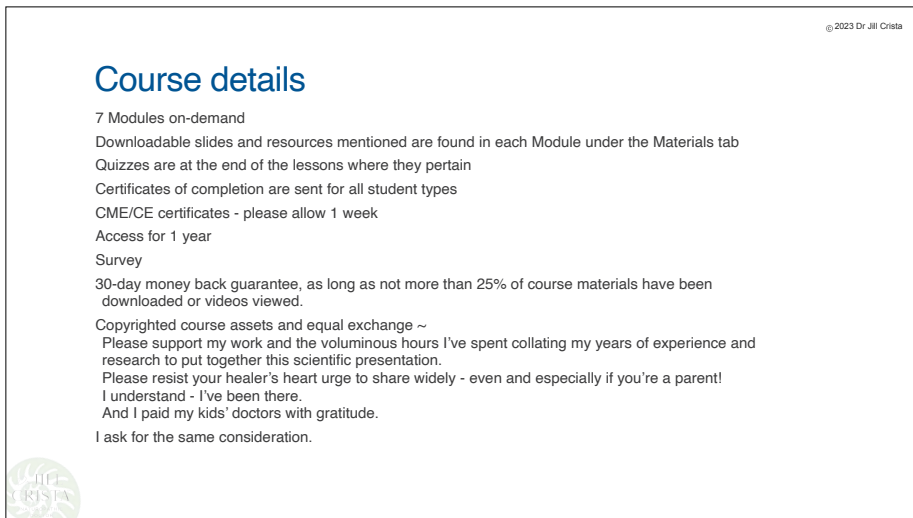 © 2023 Dr Jill Crista
Course details
7 Modules on-demand
Downloadable slides and resources mentioned are found in each Module under the Materials tab
Quizzes are at the end of the lessons where they pertain
Certificates of completion are sent for all student types
CME/CE certificates - please allow 1 week
Access for 1 year
Survey
30-day money back guarantee, as long as not more than 25% of course materials have been
downloaded or videos viewed.
Copyrighted course assets and equal exchange ~
Please support my work and the voluminous hours I've spent collating my years of experience and
research to put together this scientific presentation.
Please resist your healer's heart urge to share widely - even and especially if you're a parent!
I understand - I've been there.
And I paid my kids' doctors with gratitude.
I ask for the same consideration.
JILL
CRISTA